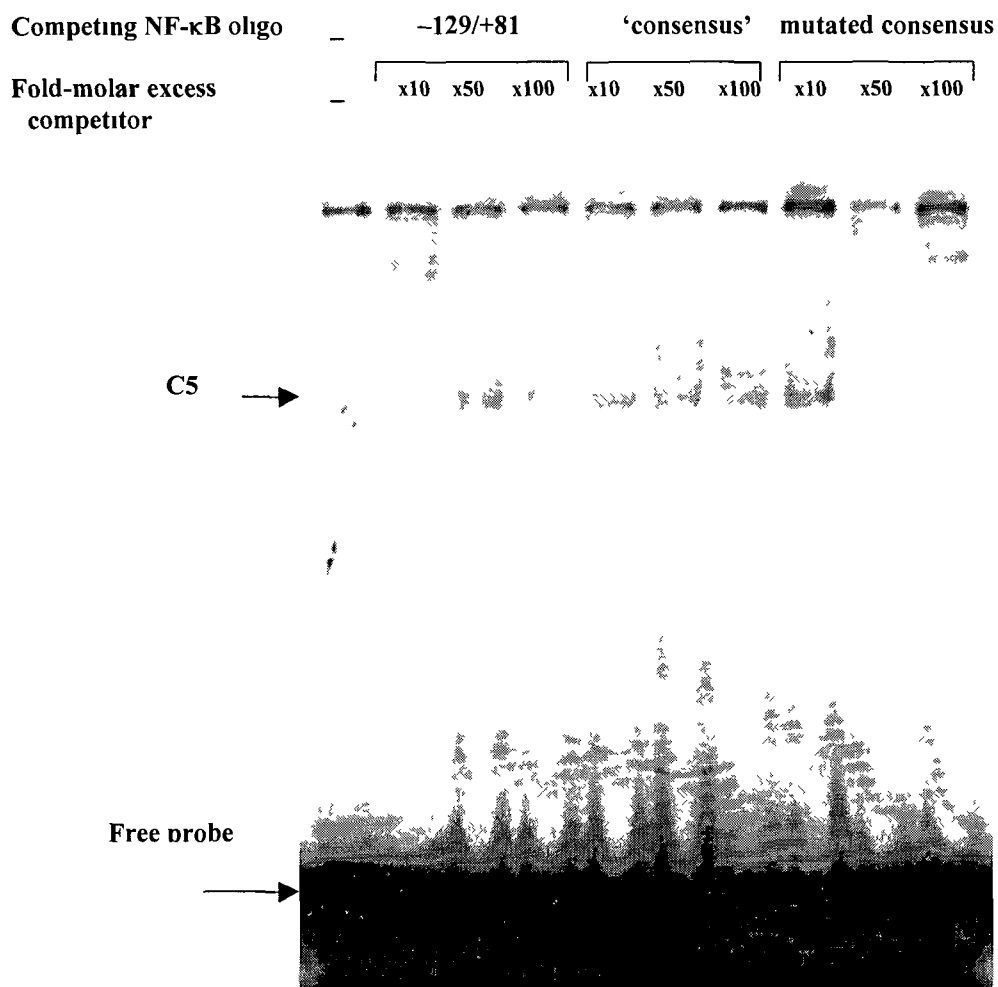 Competing NF-κB oligo – −129/+81 ‘consensus’ mutated consensus
Fold-molar excess – x10 x50 x100 x10 x50 x100 x10 x50 x100
competitor
C5
Free probe